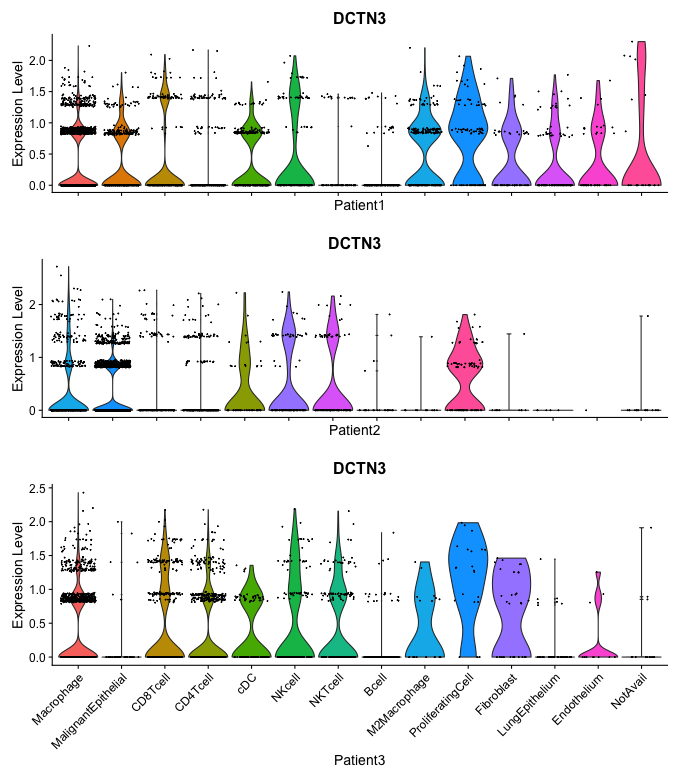 DCTN3
Expression Level
2.0
1.5
1.0
0.5
0.0
Patient1
DCTN3
Expression Level
2
1
0
Patient2
DCTN3
Expression Level
2.5
2.0
1.5
1.0
0.5
0.0
Macrophage
MalignantEpithelial
CD8Tcell
CD4Tcell
cDC
NKcell
NKTcell
Bcell
M2Macrophage
ProliferatingCell
Fibroblast
LungEpithelium
Endothelium
NotAvail
Patient3